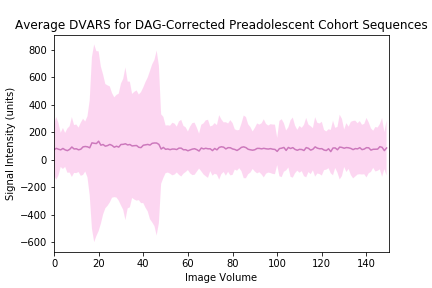 Average DVARS for DAG-Corrected Preadolescent Cohort Sequences
800
600
400
200
0
−200
−400
−600
Signal Intensity (units)
0 20 40 60 80 100 120 140
Image Volume